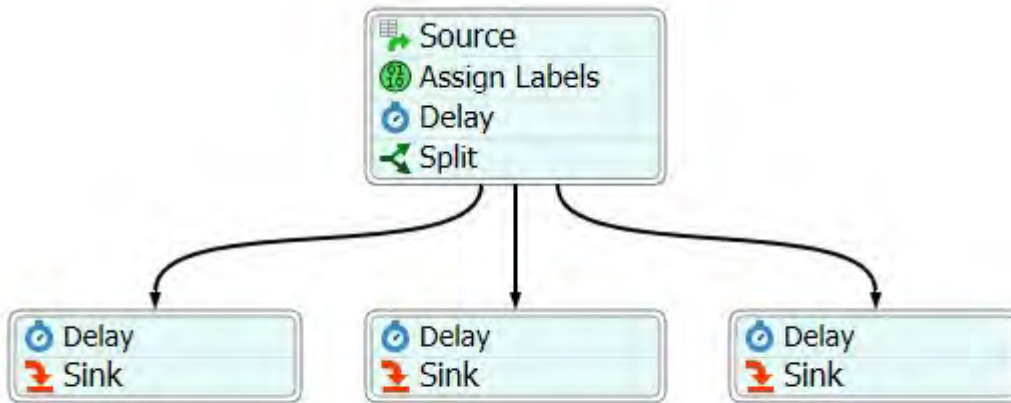 Source
Assign Labels
Delay
Split
Delay
Sink
Delay
Sink
Delay
Sink